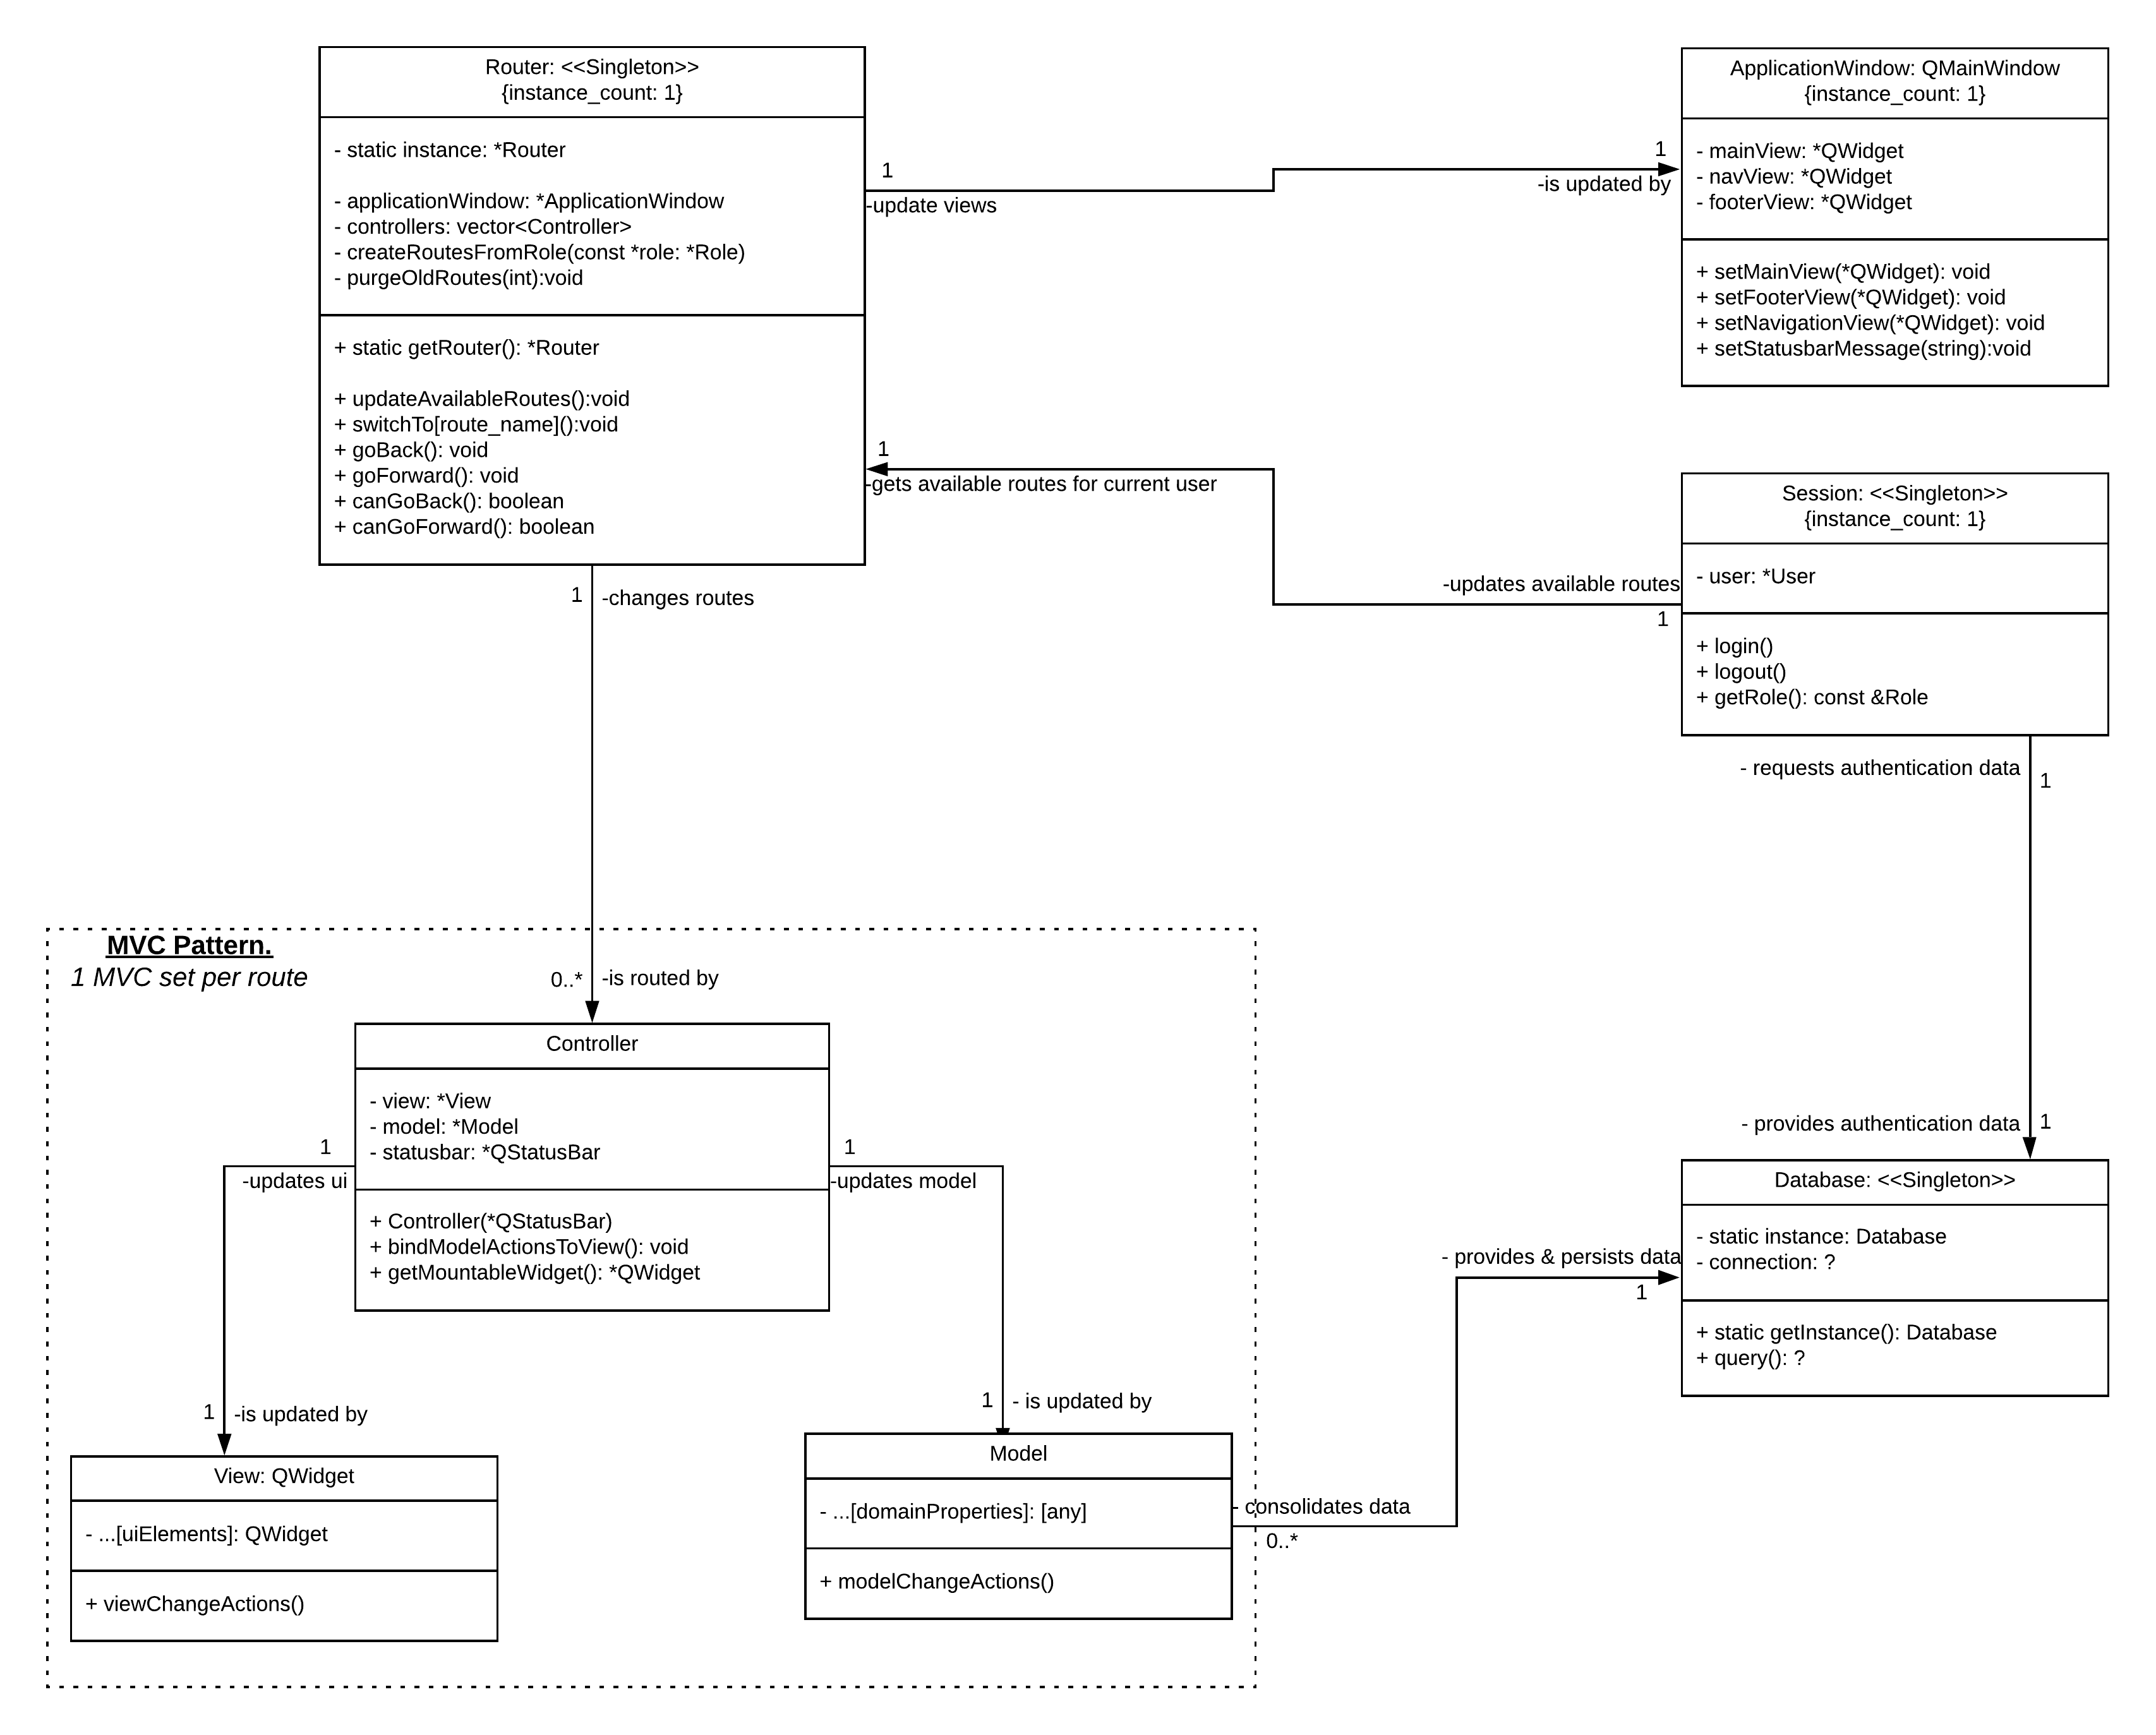 Router: <<Singleton>>
{instance_count: 1}
- static instance: *Router
- applicationWindow: *ApplicationWindow
- controllers: vector<Controller>
- createRoutesFromRole(const *role: *Role)
- purgeOldRoutes(int):void
+ static getRouter(): *Router
+ updateAvailableRoutes():void
+ switchTo[route_name]():void
+ goBack(): void
+ goForward(): void
+ canGoBack(): boolean
+ canGoForward(): boolean
1
-update views
1
-is updated by
ApplicationWindow: QMainWindow
{instance_count: 1}
- mainView: *QWidget
- navView: *QWidget
- footerView: *QWidget
+ setMainView(*QWidget): void
+ setFooterView(*QWidget): void
+ setNavigationView(*QWidget): void
+ setStatusbarMessage(string):void
1
-gets available routes for current user
-updates available routes
1
Session: <<Singleton>>
{instance_count: 1}
- user: *User
+ login()
+ logout()
+ getRole(): const &Role
1
-changes routes
- requests authentication data
1
MVC Pattern.
1 MVC set per route
0..*
-is routed by
Controller
- view: *View
- model: *Model
- statusbar: *QStatusBar
+ Controller(*QStatusBar)
+ bindModelActionsToView(): void
+ getMountableWidget(): *QWidget
1
-updates ui
1
-updates model
- provides authentication data
1
Database: <<Singleton>>
- static instance: Database
- connection: ?
+ static getInstance(): Database
+ query(): ?
- provides & persists data
1
1
-is updated by
1
- is updated by
View: QWidget
- ...[uiElements]: QWidget
+ viewChangeActions()
Model
- ...[domainProperties]: [any]
+ modelChangeActions()
- consolidates data
0..*